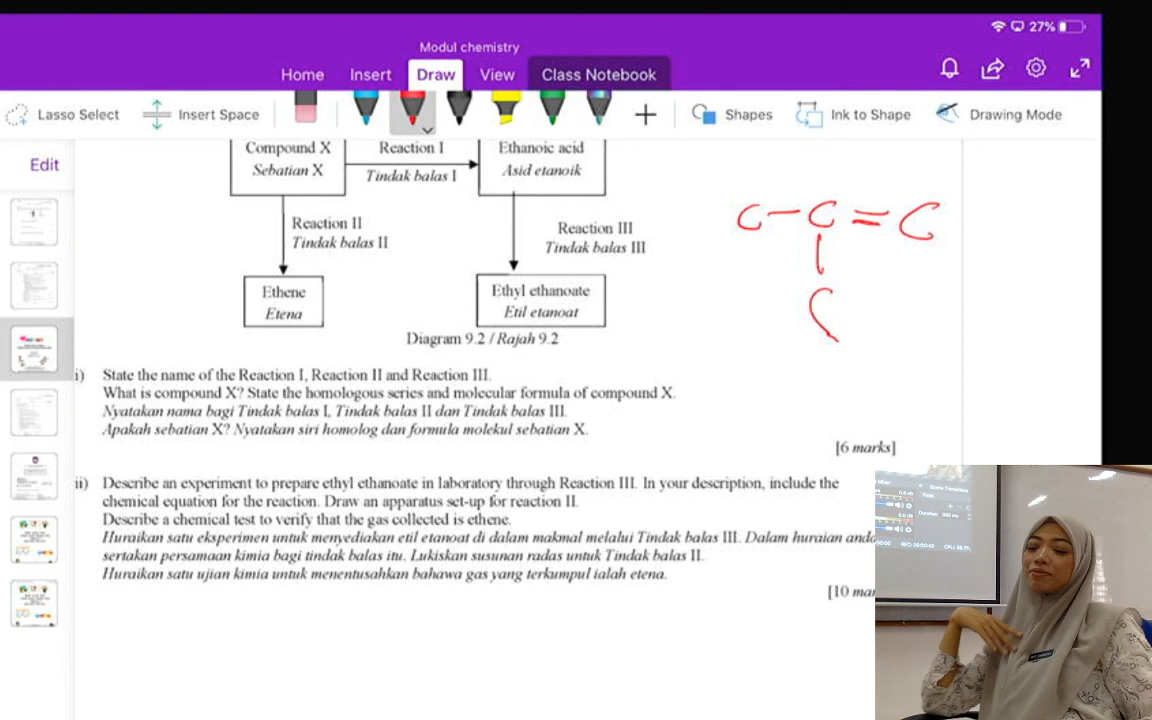 27%
Modul chemistry
Home Insert Draw View Class Notebook
Lasso Select Insert Space Shapes Ink to Shape Drawing Mode
Edit
Compound X
Sebatian X
Reaction I
Tindak balas I
Ethanoic acid
Asid etanoik
Reaction II
Tindak balas II
Reaction III
Tindak balas III
C - C = C
C
Ethene
Etena
Ethyl ethanoate
Etil etanoat
Diagram 9.2 / Rajah 9.2
i) State the name of the Reaction I, Reaction II and Reaction III.
What is compound X? State the homologous series and molecular formula of compound X.
Nyatakan nama bagi Tindak balas I, Tindak balas II dan Tindak balas III.
Apakah sebatian X? Nyatakan siri homolog dan formula molekul sebatian X.
[6 marks]
ii) Describe an experiment to prepare ethyl ethanoate in laboratory through Reaction III. In your description, include the
chemical equation for the reaction. Draw an apparatus set-up for reaction II.
Describe a chemical test to verify that the gas collected is ethene.
Huraikan satu eksperimen untuk menyediakan etil etanoat di dalam makmal melalui Tindak balas III. Dalam huraian anda
sertakan persamaan kimia bagi tindak balas itu. Lukiskan susunan radas untuk Tindak balas II.
Huraikan satu ujian kimia untuk menentusahkan bahawa gas yang terkumpul ialah etena.
[10 mar
Scene Transitions
Fade
Duration 300 ms